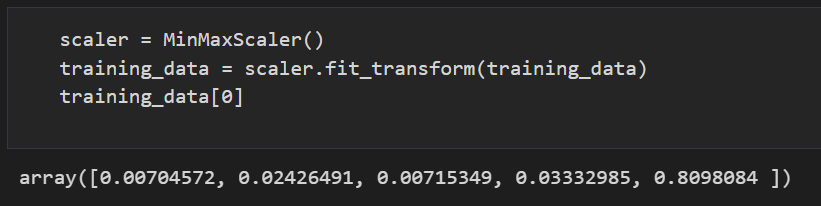 scaler = MinMaxScaler()
training_data = scaler.fit_transform(training_data)
training_data[0]
array([0.00704572, 0.02426491, 0.00715349, 0.03332985, 0.8098084 ])